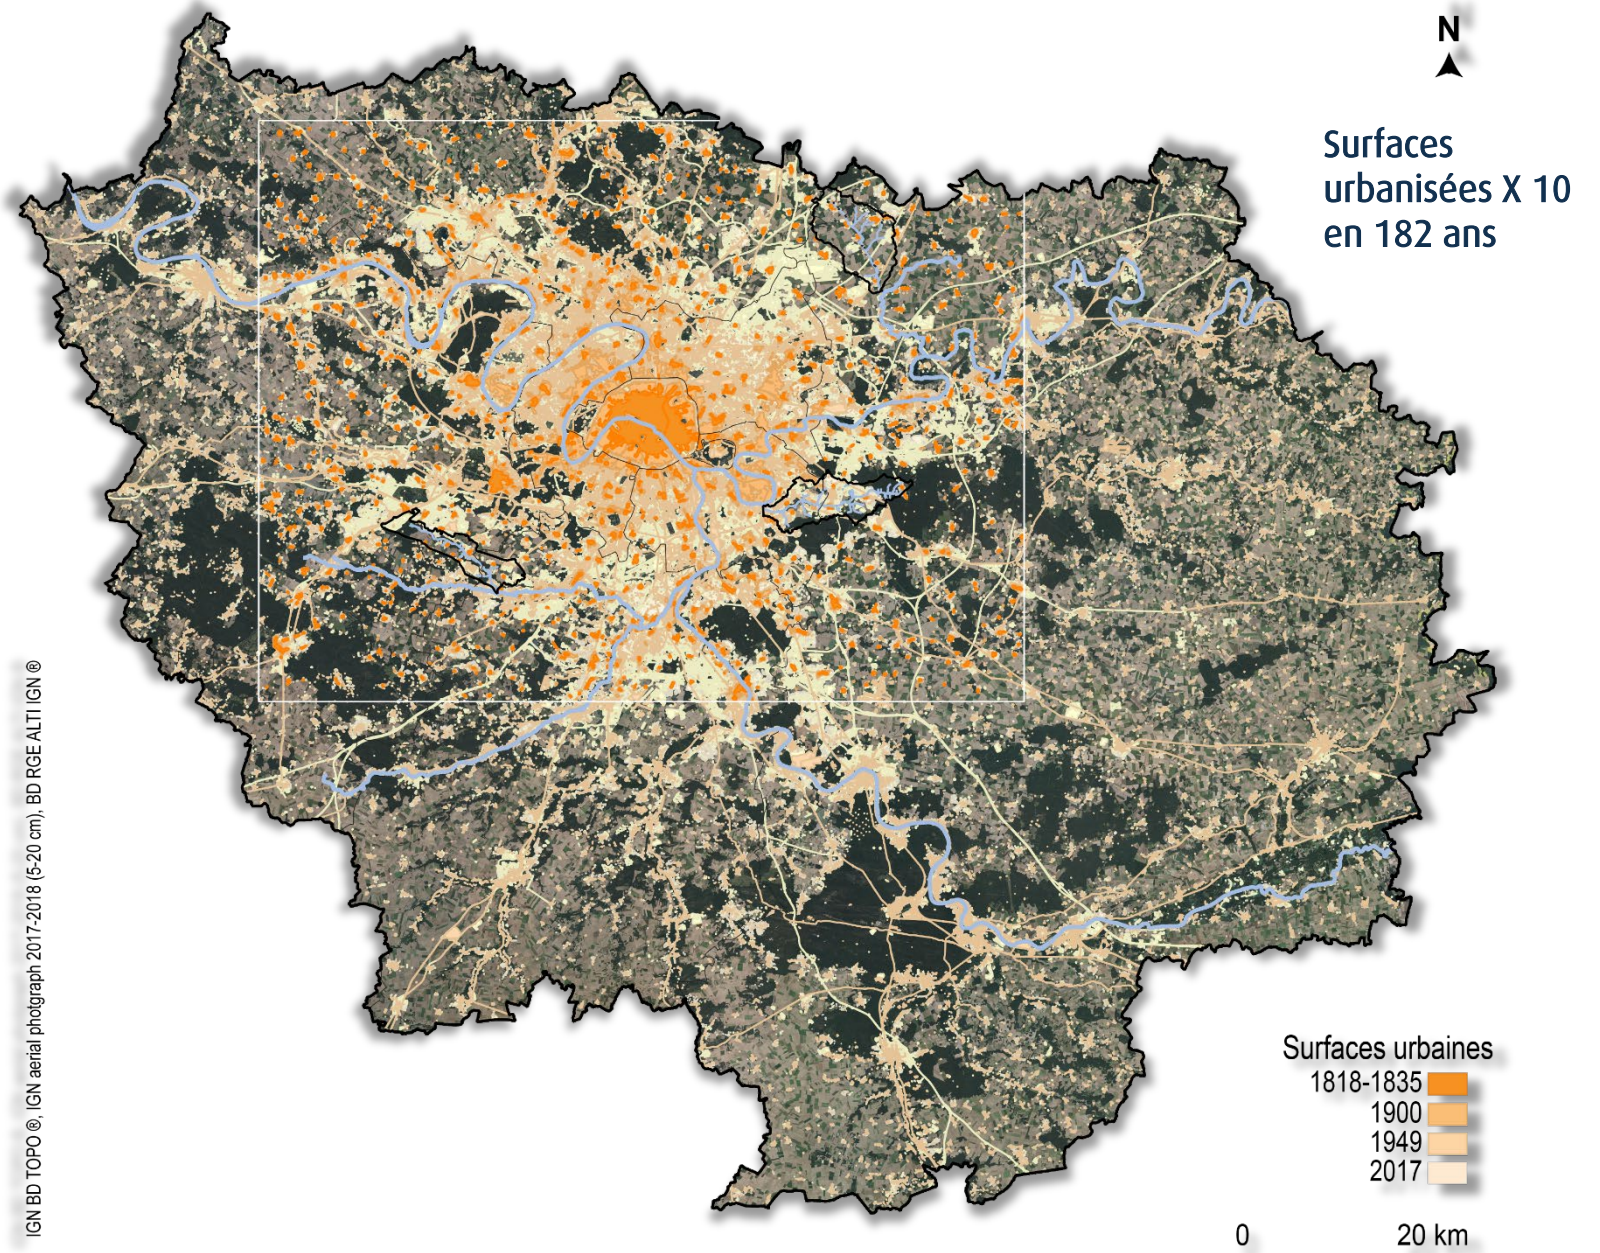 N
Surfaces
urbanisées X 10
en 182 ans
IGN BD TOPO ®, IGN aerial photgraph 2017-2018 (5-20 cm), BD RGE ALTI IGN ®
Surfaces urbaines
1818-1835
1900
1949
2017
0 20 km